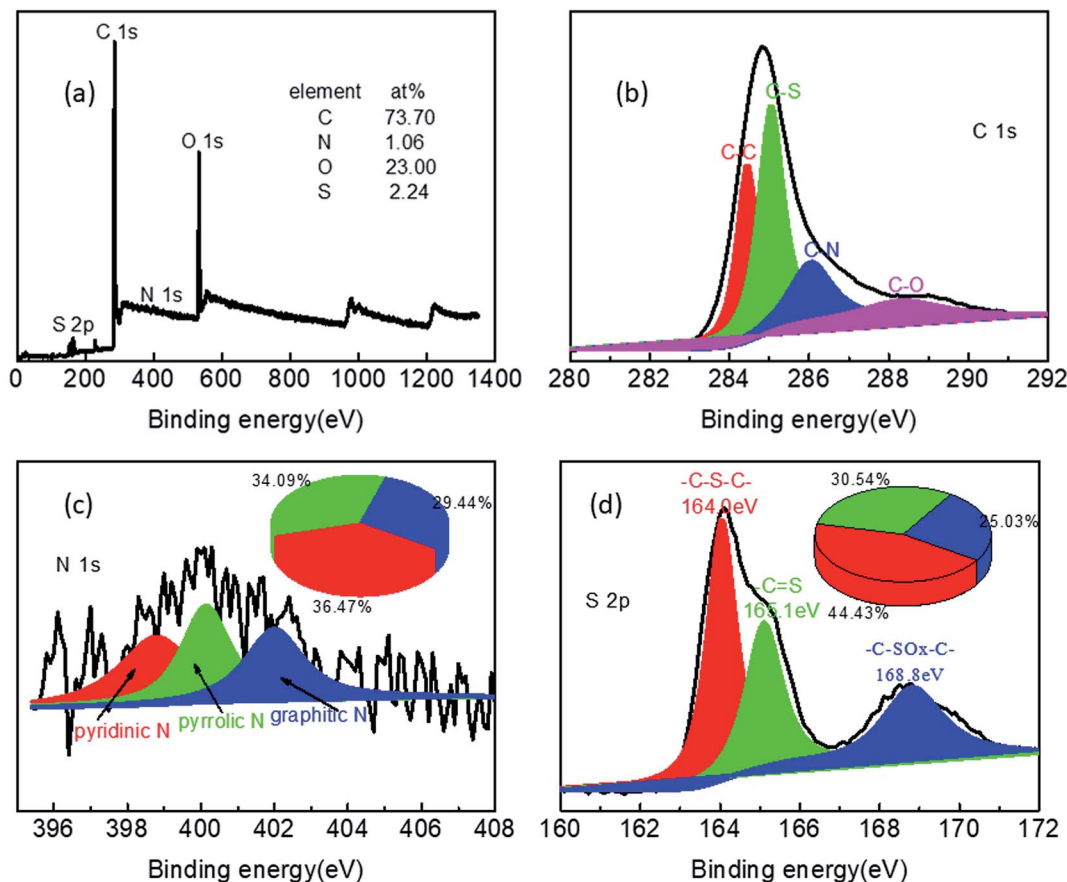 C 1s
(a)
element at%
C 73.70
N 1.06
O 23.00
S 2.24
O 1s
N 1s
S 2p
0 200 400 600 800 1000 1200 1400
Binding energy(eV)
(b)
C-S
C 1s
C-C
C-N
C-O
280 282 284 286 288 290 292
Binding energy(eV)
(c)
34.09%
29.44%
N 1s
36.47%
pyridinic N
pyrrolic N
graphitic N
396 398 400 402 404 406 408
Binding energy(eV)
-C-S-C-
164.0eV
30.54%
(d)
25.03%
-C=S
165.1eV
44.43%
S 2p
-C-SOx-C-
168.8eV
160 162 164 166 168 170 172
Binding energy(eV)